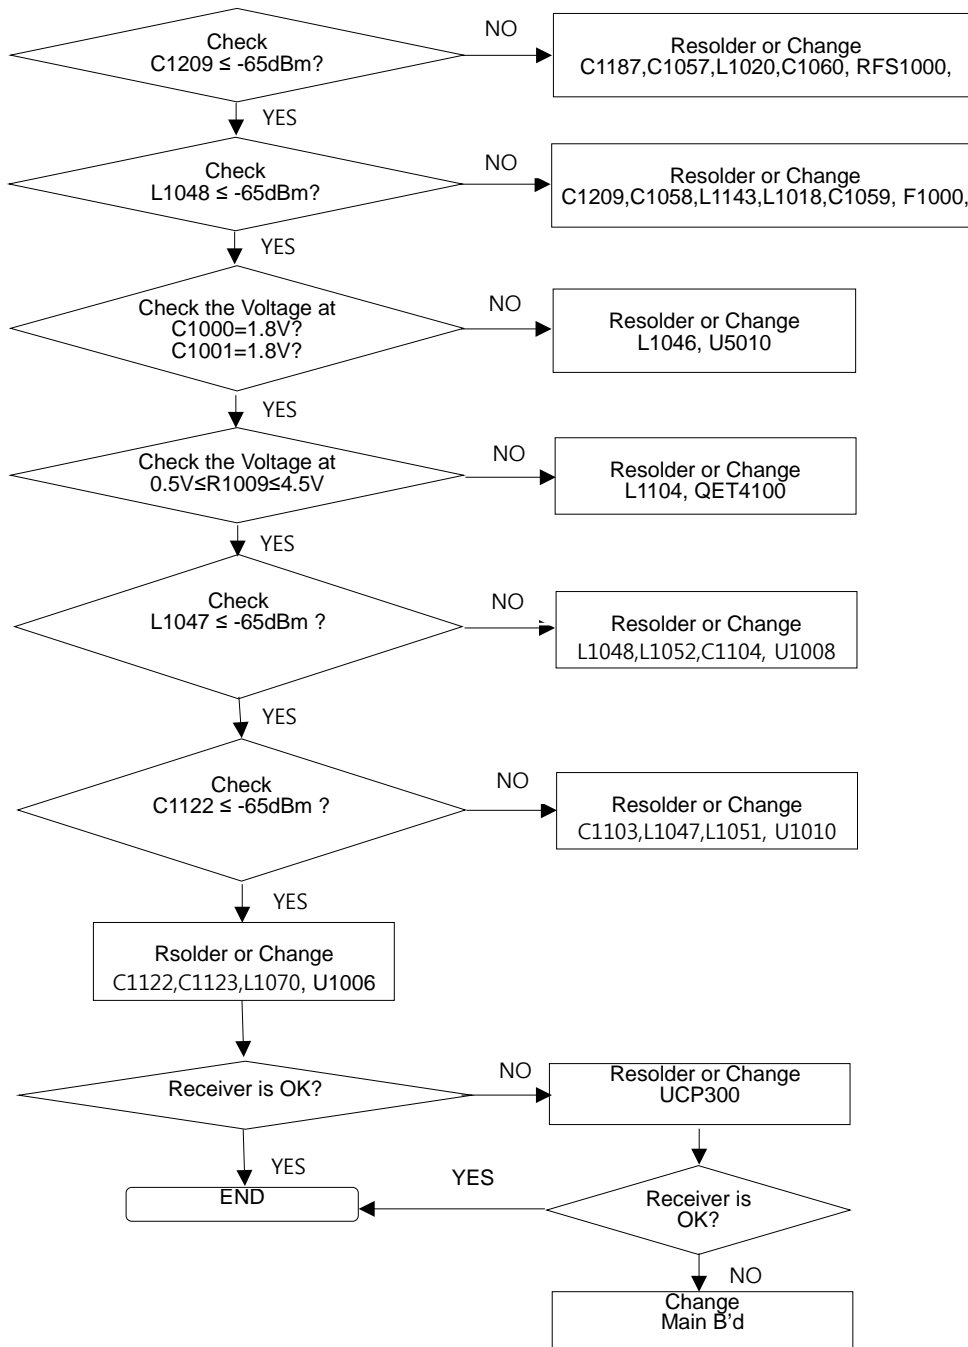 Check
C1209 ≤ -65dBm?
NO
Resolder or Change
C1187,C1057,L1020,C1060, RFS1000,
YES
Check
L1048 ≤ -65dBm?
NO
Resolder or Change
C1209,C1058,L1143,L1018,C1059, F1000,
YES
Check the Voltage at
C1000=1.8V?
C1001=1.8V?
NO
Resolder or Change
L1046, U5010
YES
Check the Voltage at
0.5V≤R1009≤4.5V
NO
Resolder or Change
L1104, QET4100
YES
Check
L1047 ≤ -65dBm ?
NO
Resolder or Change
L1048,L1052,C1104, U1008
YES
Check
C1122 ≤ -65dBm ?
NO
Resolder or Change
C1103,L1047,L1051, U1010
YES
Rsolder or Change
C1122,C1123,L1070, U1006
Receiver is OK?
NO
Resolder or Change
UCP300
YES
END
YES
Receiver is
OK?
NO
Change
Main B'd